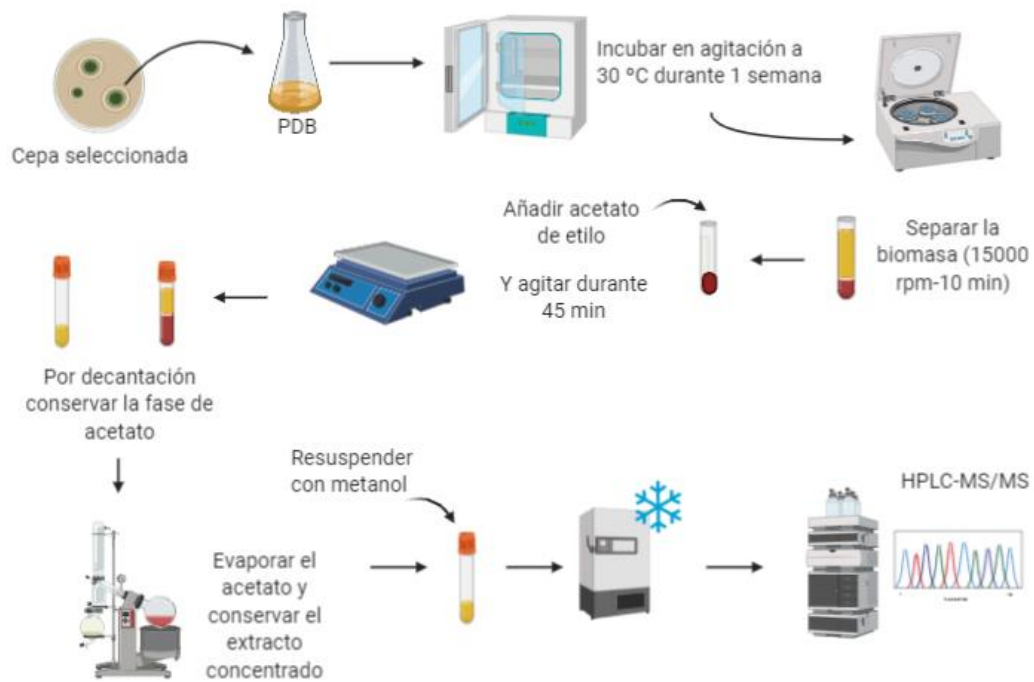 PDB
Cepa seleccionada
Incubar en agitación a
30 ºC durante 1 semana
Separar la
biomasa (15000
rpm-10 min)
Añadir acetato
de etilo
Y agitar durante
45 min
Por decantación
conservar la fase de
acetato
Evaporar el
acetato y
conservar el
extracto
concentrado
Resuspender
con metanol
HPLC-MS/MS